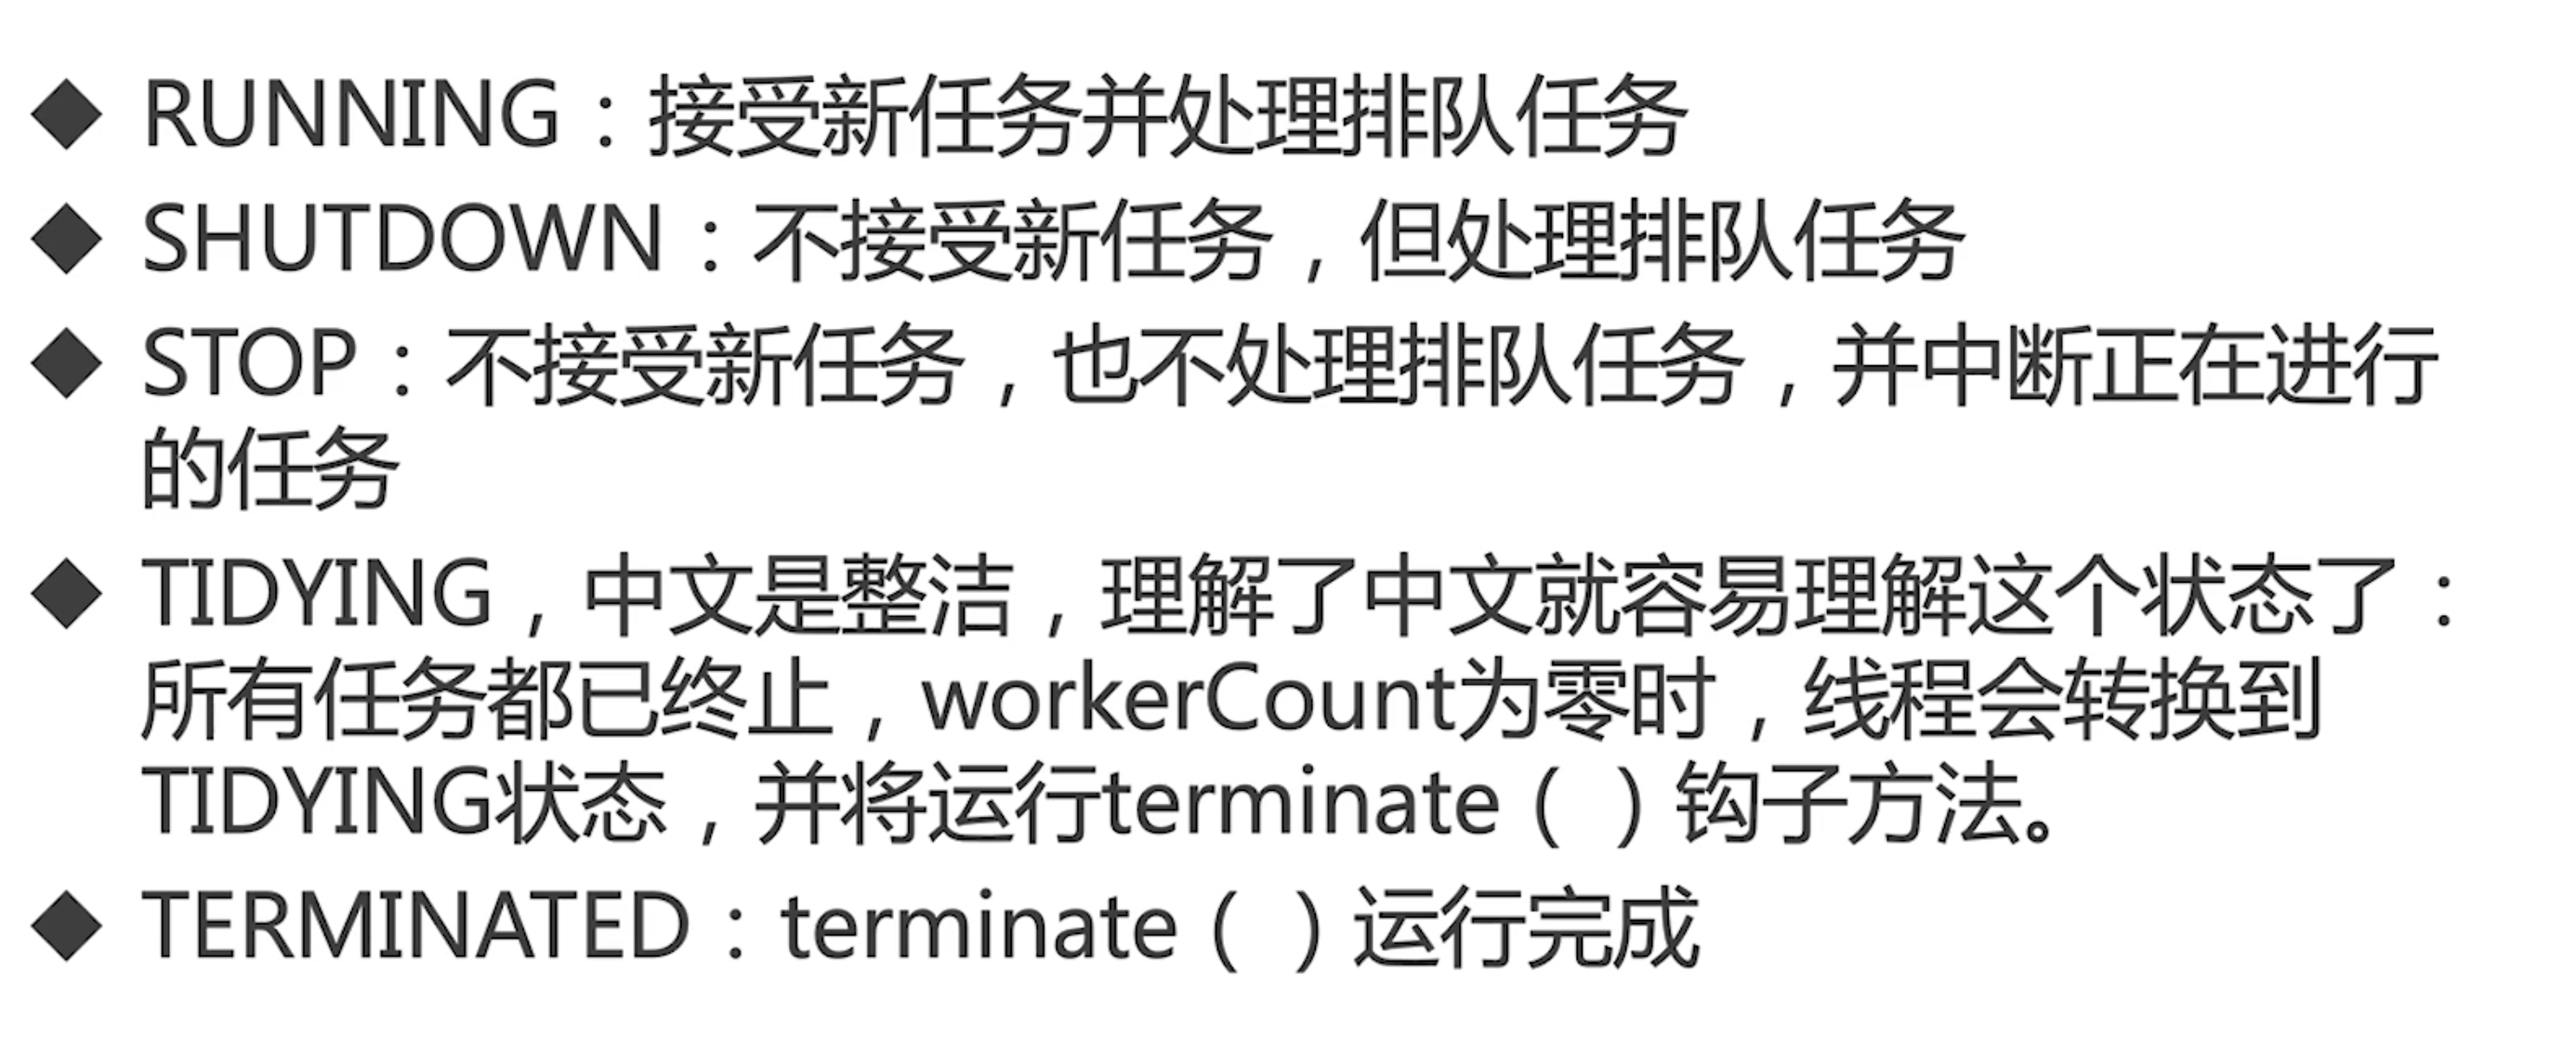 ◆ RUNNING：接受新任务并处理排队任务
◆ SHUTDOWN：不接受新任务，但处理排队任务
◆ STOP：不接受新任务，也不处理排队任务，并中断正在进行
的任务
◆ TIDYING，中文是整洁，理解了中文就容易理解这个状态了：
所有任务都已终止，workerCount为零时，线程会转换到
TIDYING状态，并将运行terminate（ ）钩子方法。
◆ TERMINATED：terminate（ ）运行完成